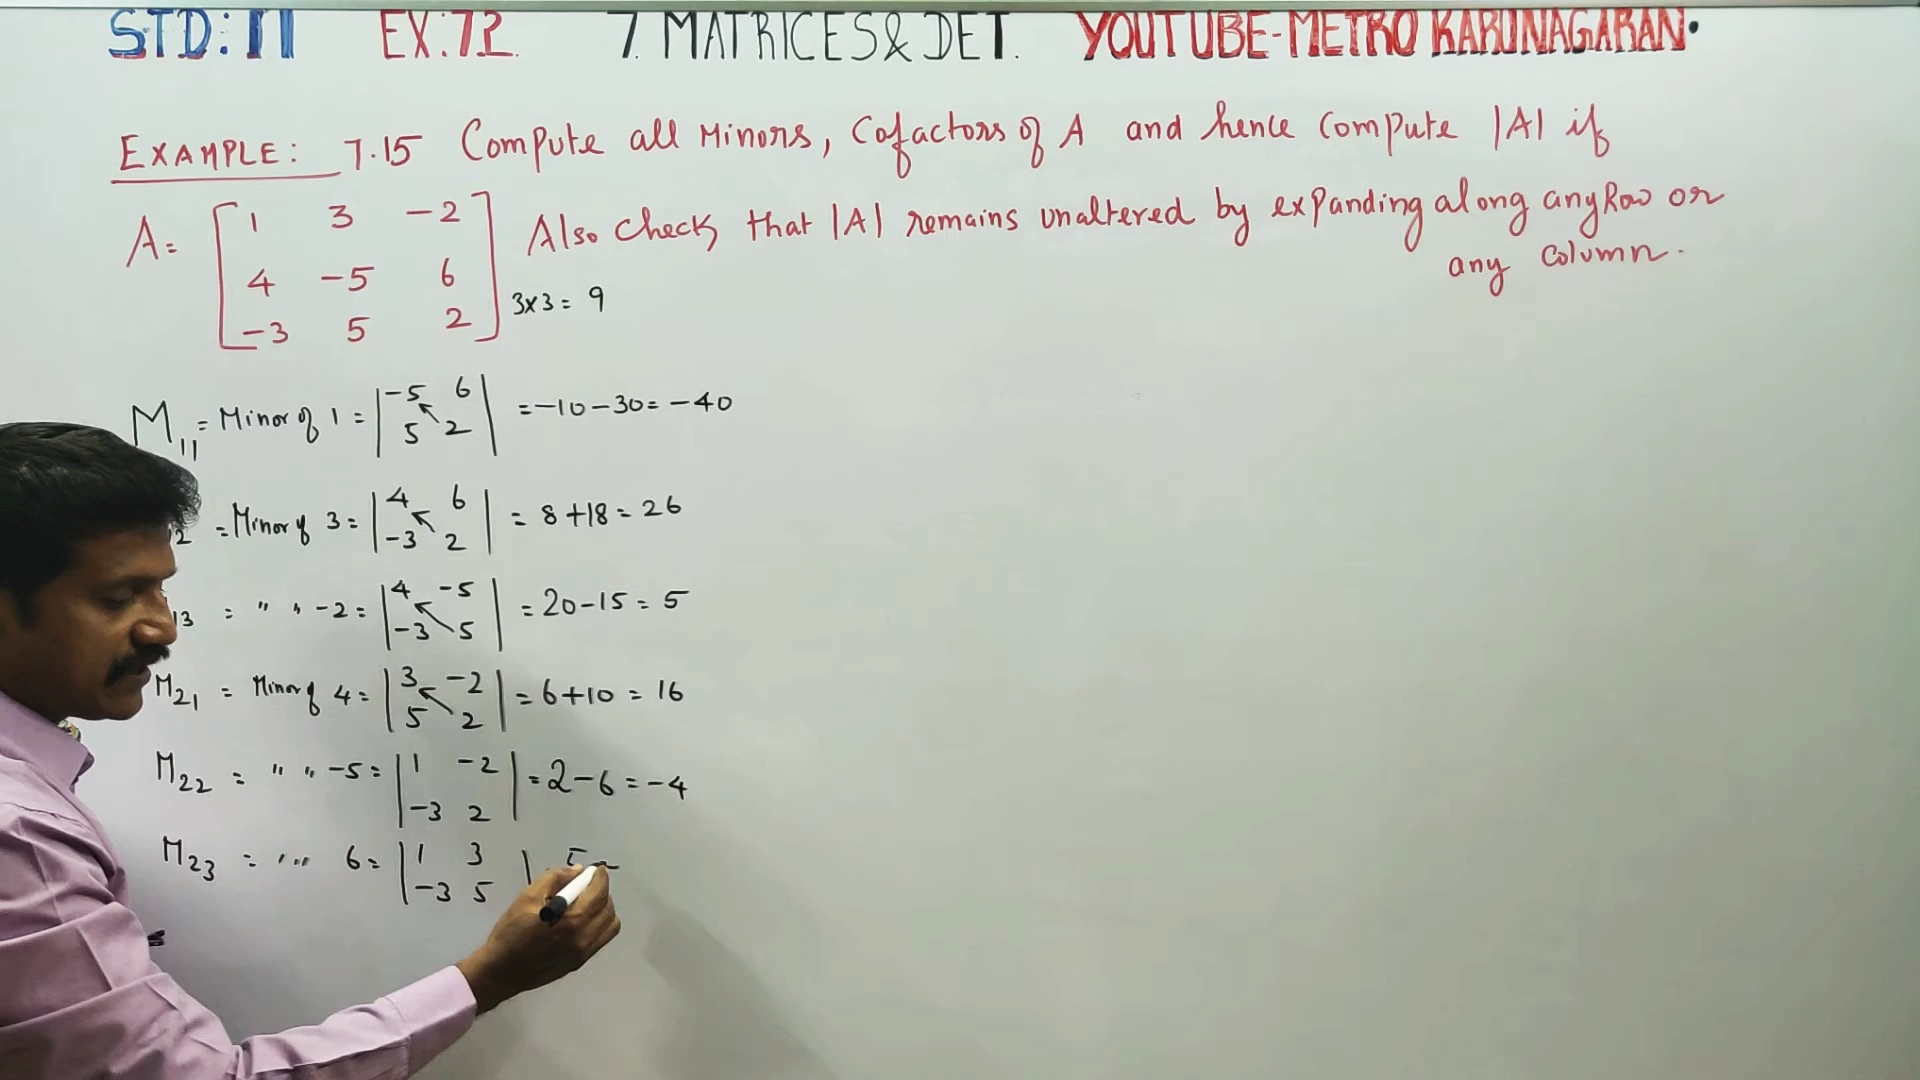 STD: 11 EX: 7.2. 7. MATRICES & DET. YOUTUBE-METRO KARUNAGARAN.
EXAMPLE: 7.15 Compute all Minors, Cofactors of A and hence compute |A| if
A = [ 1 3 -2 Also check that |A| remains unaltered by expanding along any Row or
4 -5 6 any column.
-3 5 2 ] 3x3 = 9
M11 = Minor of 1 = | -5 6 5 2 | = -10 - 30 = -40
2 = Minor of 3 = | 4 6 -3 2 | = 8 + 18 = 26
13 = " " -2 = | 4 -5 -3 5 | = 20 - 15 = 5
M21 = Minor of 4 = | 3 -2 5 2 | = 6 + 10 = 16
M22 = " " -5 = | 1 -2 -3 2 | = 2 - 6 = -4
M23 = " " 6 = | 1 3 -3 5 | 5